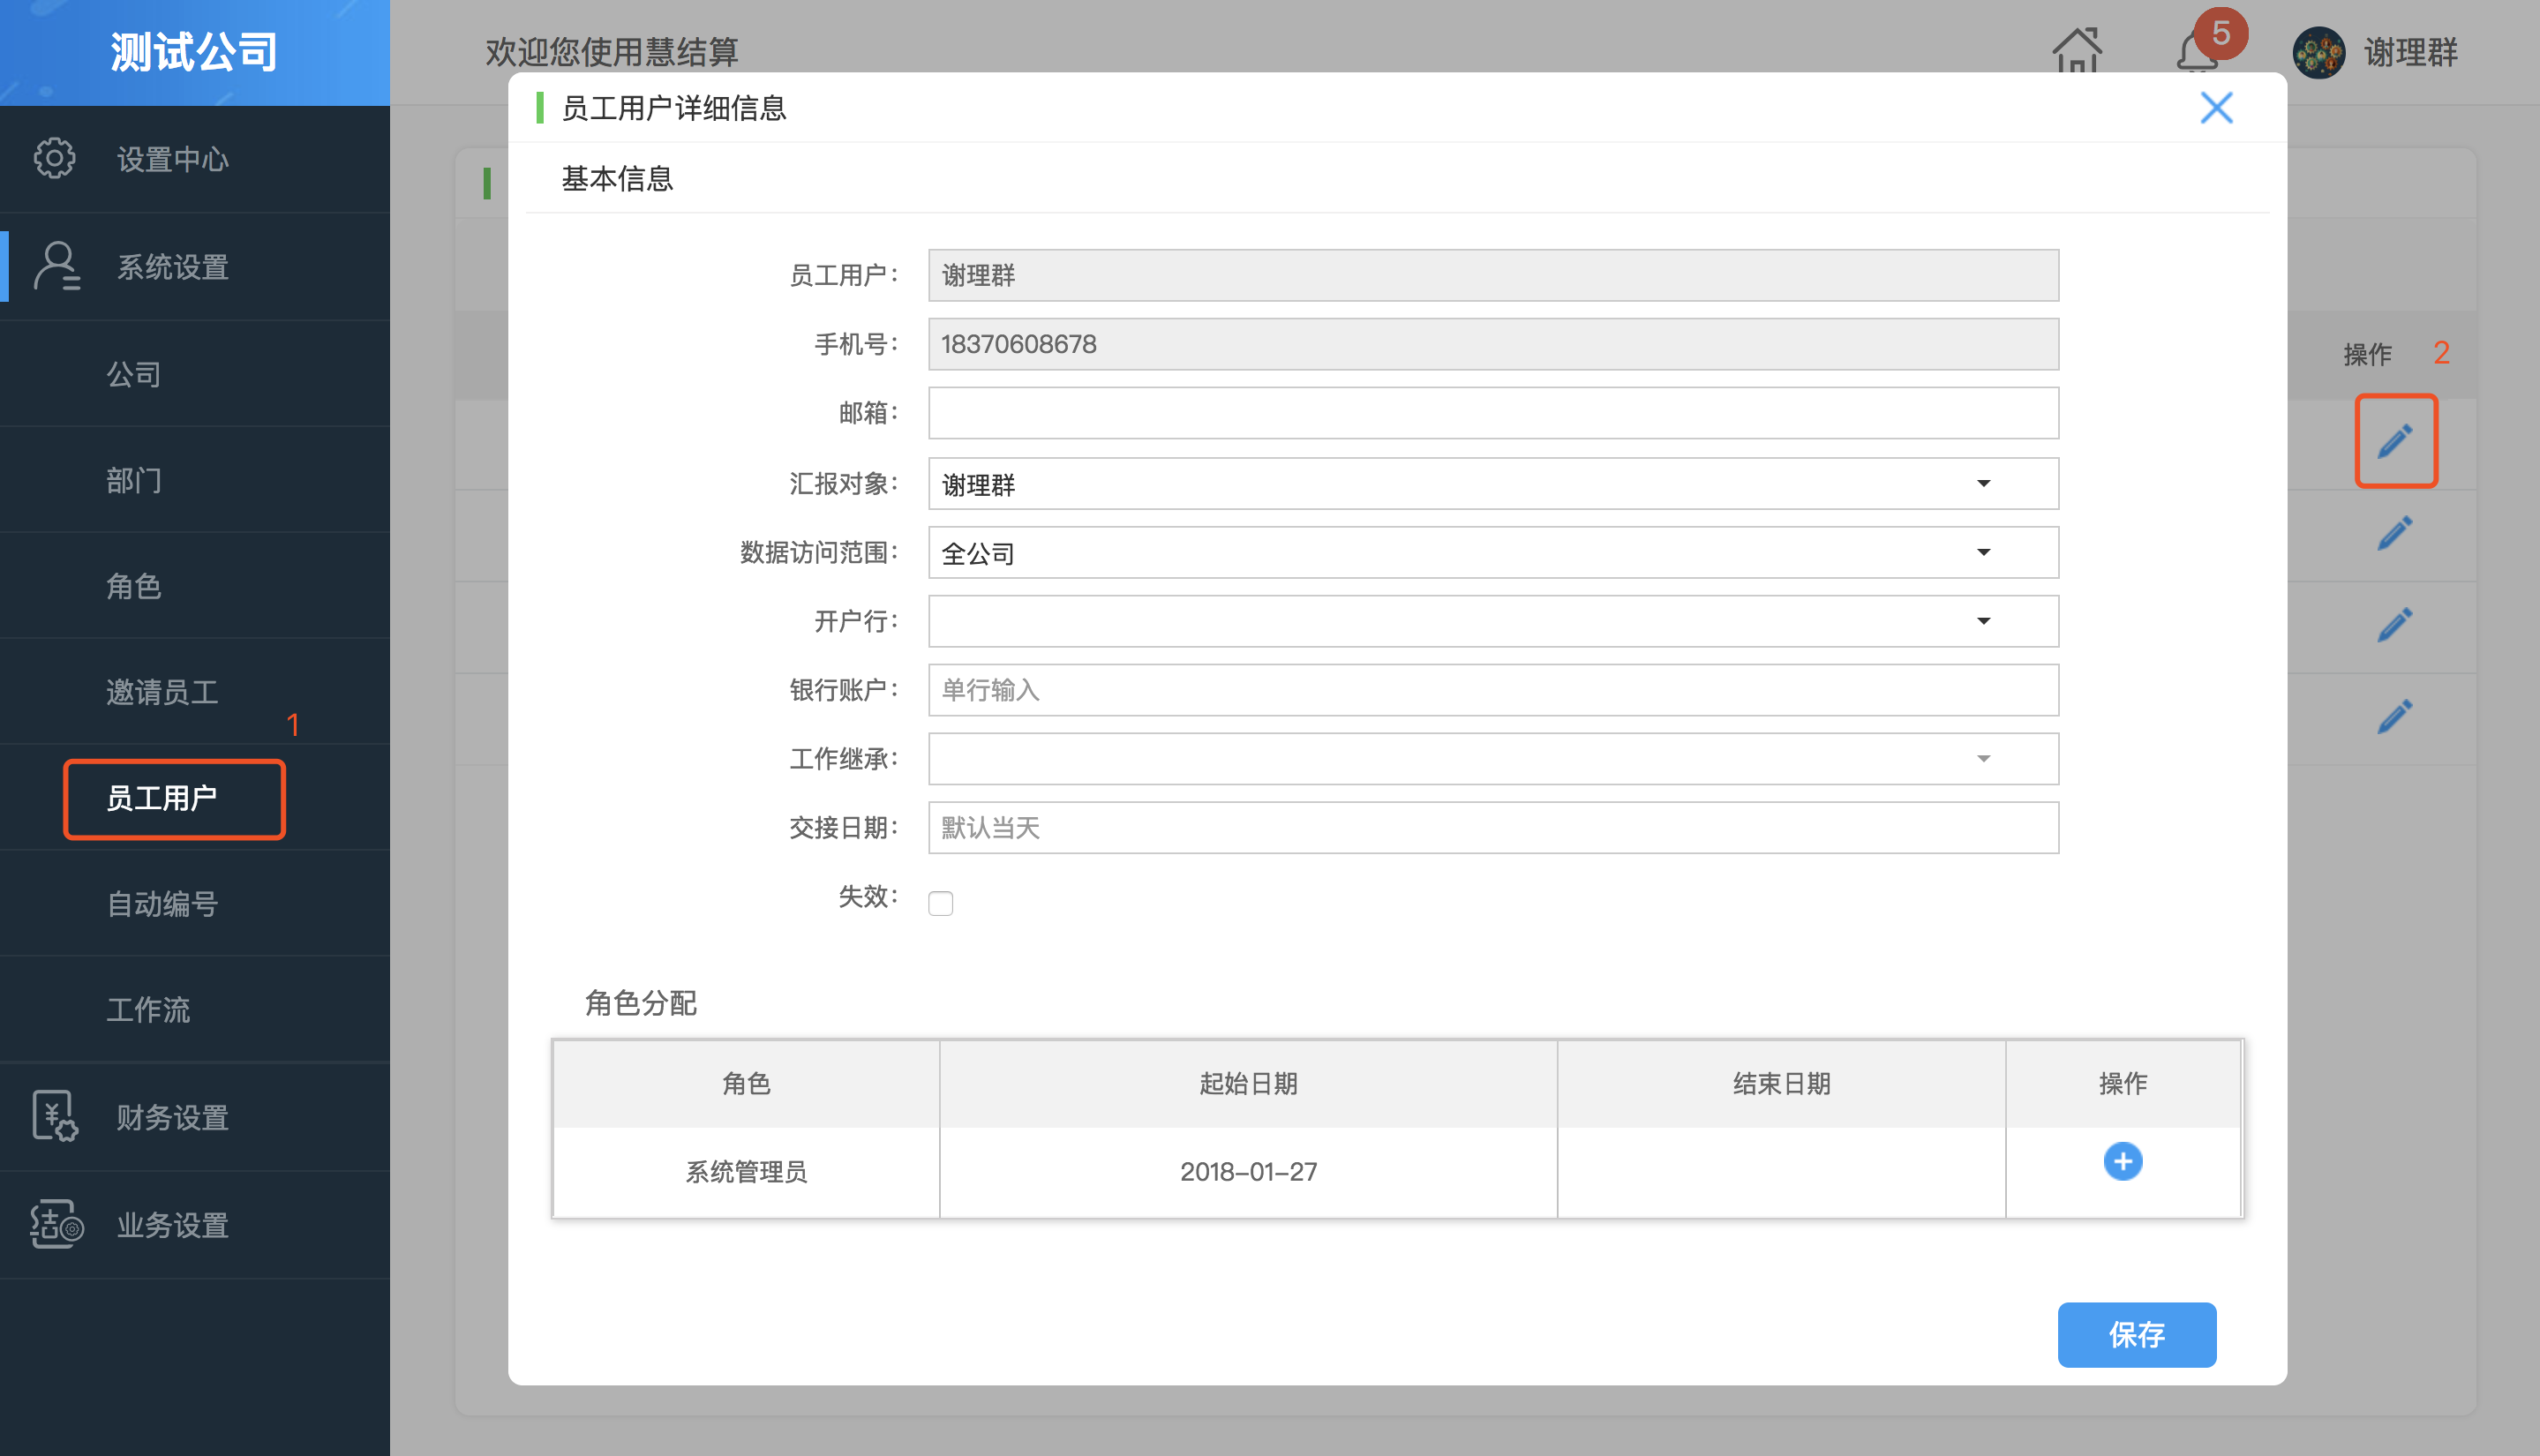 测试公司
欢迎您使用慧结算
5
谢理群
设置中心
系统设置
公司
部门
角色
邀请员工
1
员工用户
自动编号
工作流
财务设置
业务设置
员工用户详细信息
基本信息
员工用户： 谢理群
手机号： 18370608678
邮箱：
汇报对象： 谢理群
数据访问范围： 全公司
开户行：
银行账户： 单行输入
工作继承：
交接日期： 默认当天
失效：
操作 2
角色分配
角色 起始日期 结束日期 操作
系统管理员 2018-01-27
保存